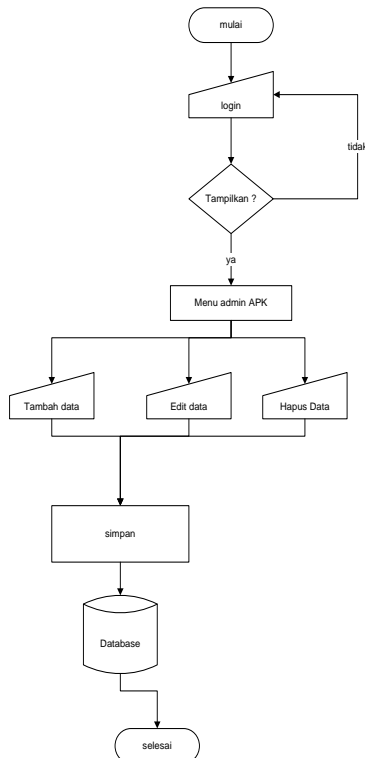 mulai
login
tidak
Tampilkan ?
ya
Menu admin APK
Tambah data
Edit data
Hapus Data
simpan
Database
selesai